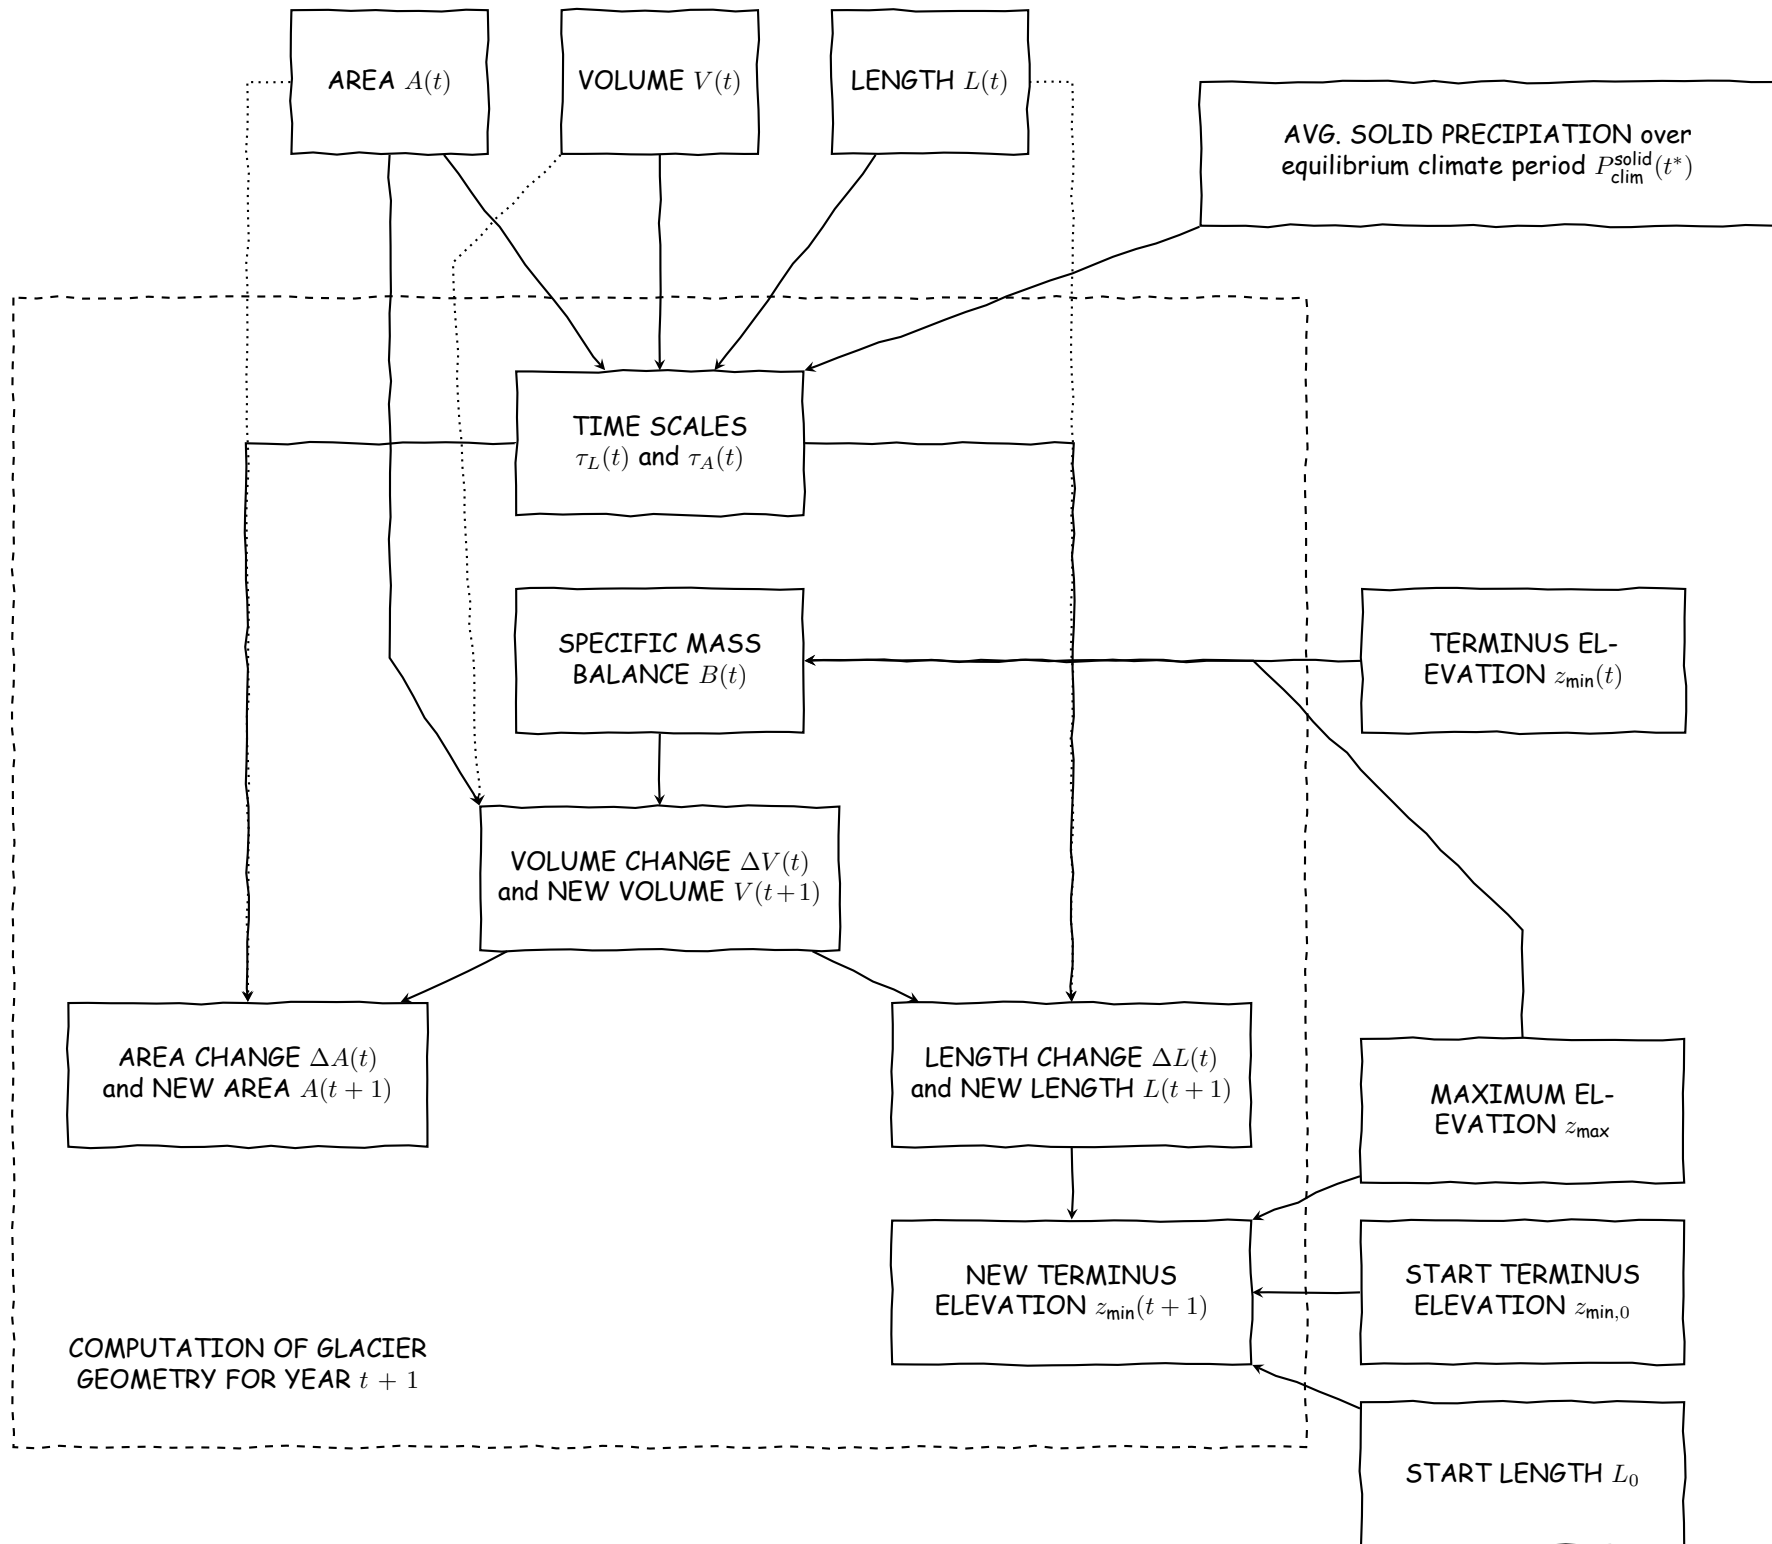 AREA A(t)
VOLUME V(t)
LENGTH L(t)
AVG. SOLID PRECIPIATION over
equilibrium climate period P^solid_clim(t*)
TIME SCALES
τ_L(t) and τ_A(t)
SPECIFIC MASS
BALANCE B(t)
TERMINUS EL-
EVATION z_min(t)
VOLUME CHANGE ΔV(t)
and NEW VOLUME V(t+1)
AREA CHANGE ΔA(t)
and NEW AREA A(t + 1)
LENGTH CHANGE ΔL(t)
and NEW LENGTH L(t + 1)
MAXIMUM EL-
EVATION z_max
NEW TERMINUS
ELEVATION z_min(t + 1)
START TERMINUS
ELEVATION z_min,0
COMPUTATION OF GLACIER
GEOMETRY FOR YEAR t + 1
START LENGTH L_0